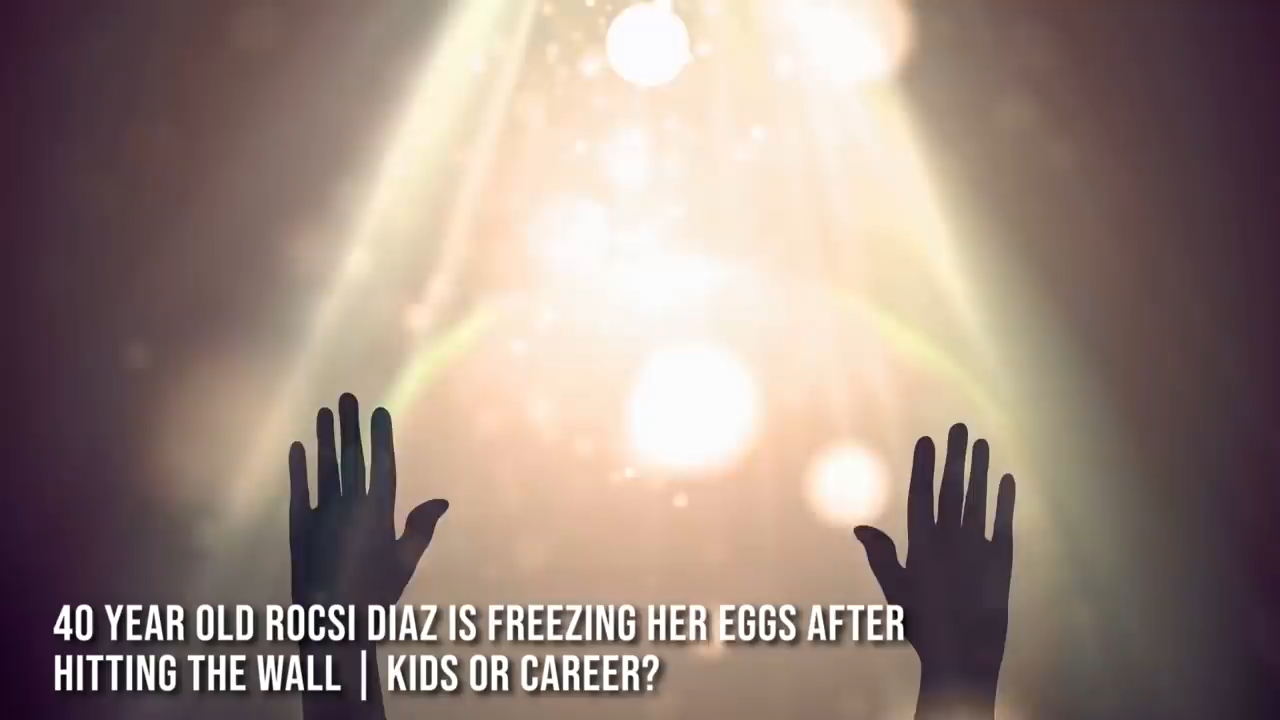 40 YEAR OLD ROCSI DIAZ IS FREEZING HER EGGS AFTER
HITTING THE WALL | KIDS OR CAREER?